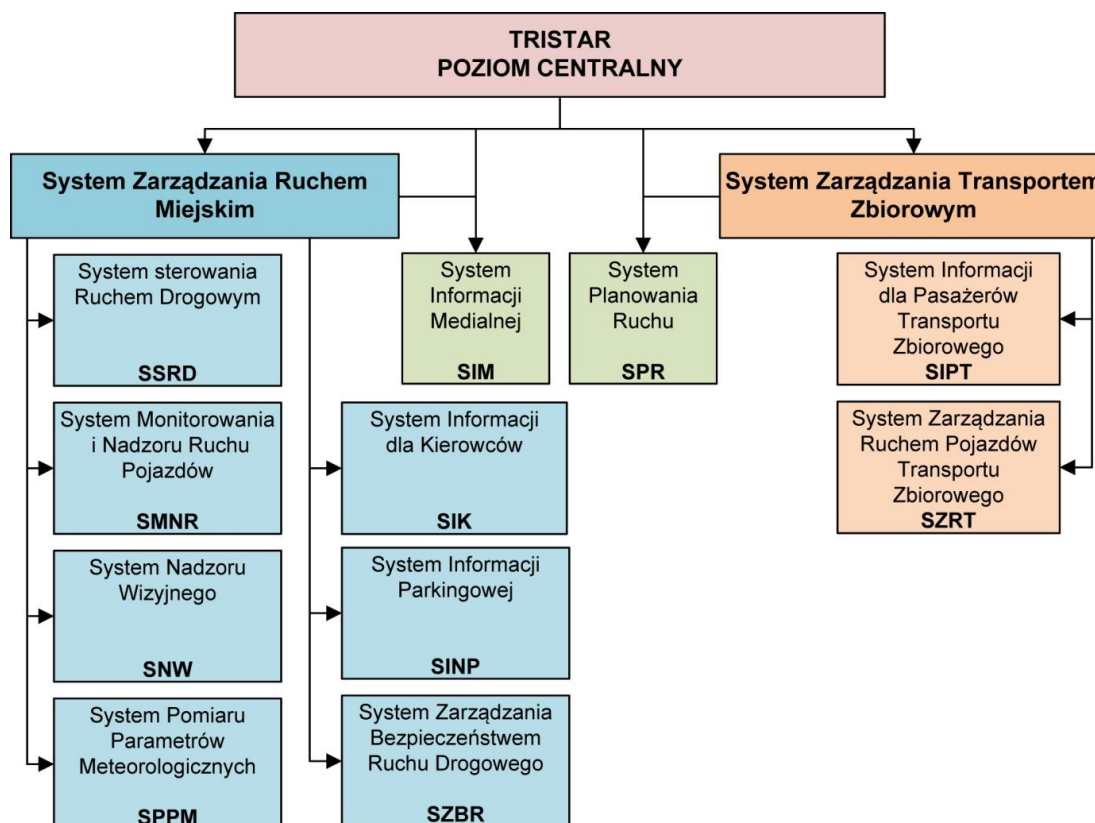 TRISTAR
POZIOM CENTRALNY
System Zarządzania Ruchem
Miejskim
System Zarządzania Transportem
Zbiorowym
System sterowania
Ruchem Drogowym
SSRD
System
Informacji
Medialnej
SIM
System
Planowania
Ruchu
SPR
System Informacji
dla Pasażerów
Transportu
Zbiorowego
SIPT
System Monitorowania
i Nadzoru Ruchu
Pojazdów
SMNR
System Informacji
dla Kierowców
SIK
System Zarządzania
Ruchem Pojazdów
Transportu
Zbiorowego
SZRT
System Nadzoru
Wizyjnego
SNW
System Informacji
Parkingowej
SINP
System Pomiaru
Parametrów
Meteorologicznych
SPPM
System Zarządzania
Bezpieczeństwem
Ruchu Drogowego
SZBR